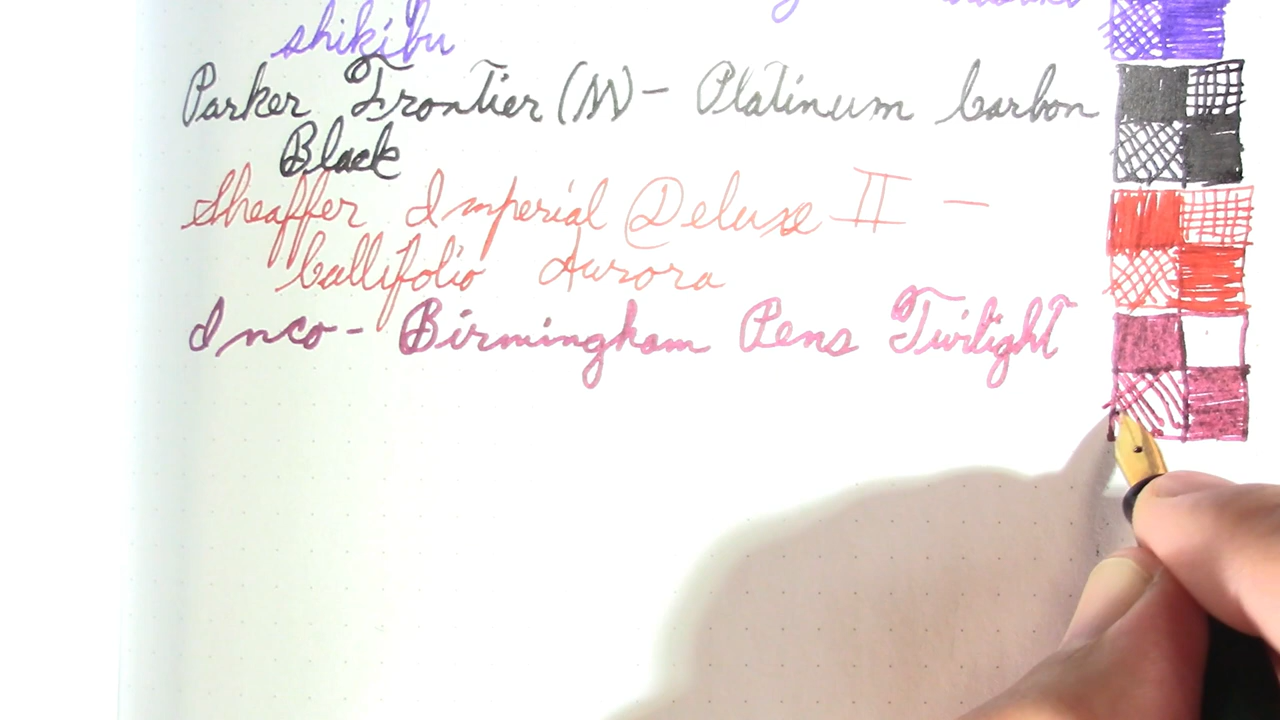 shikibu
Parker Frontier (M) - Platinum Carbon
Black
Sheaffer Imperial Deluxe II -
Callifolio Aurora
Inco - Birmingham Pens Twilight